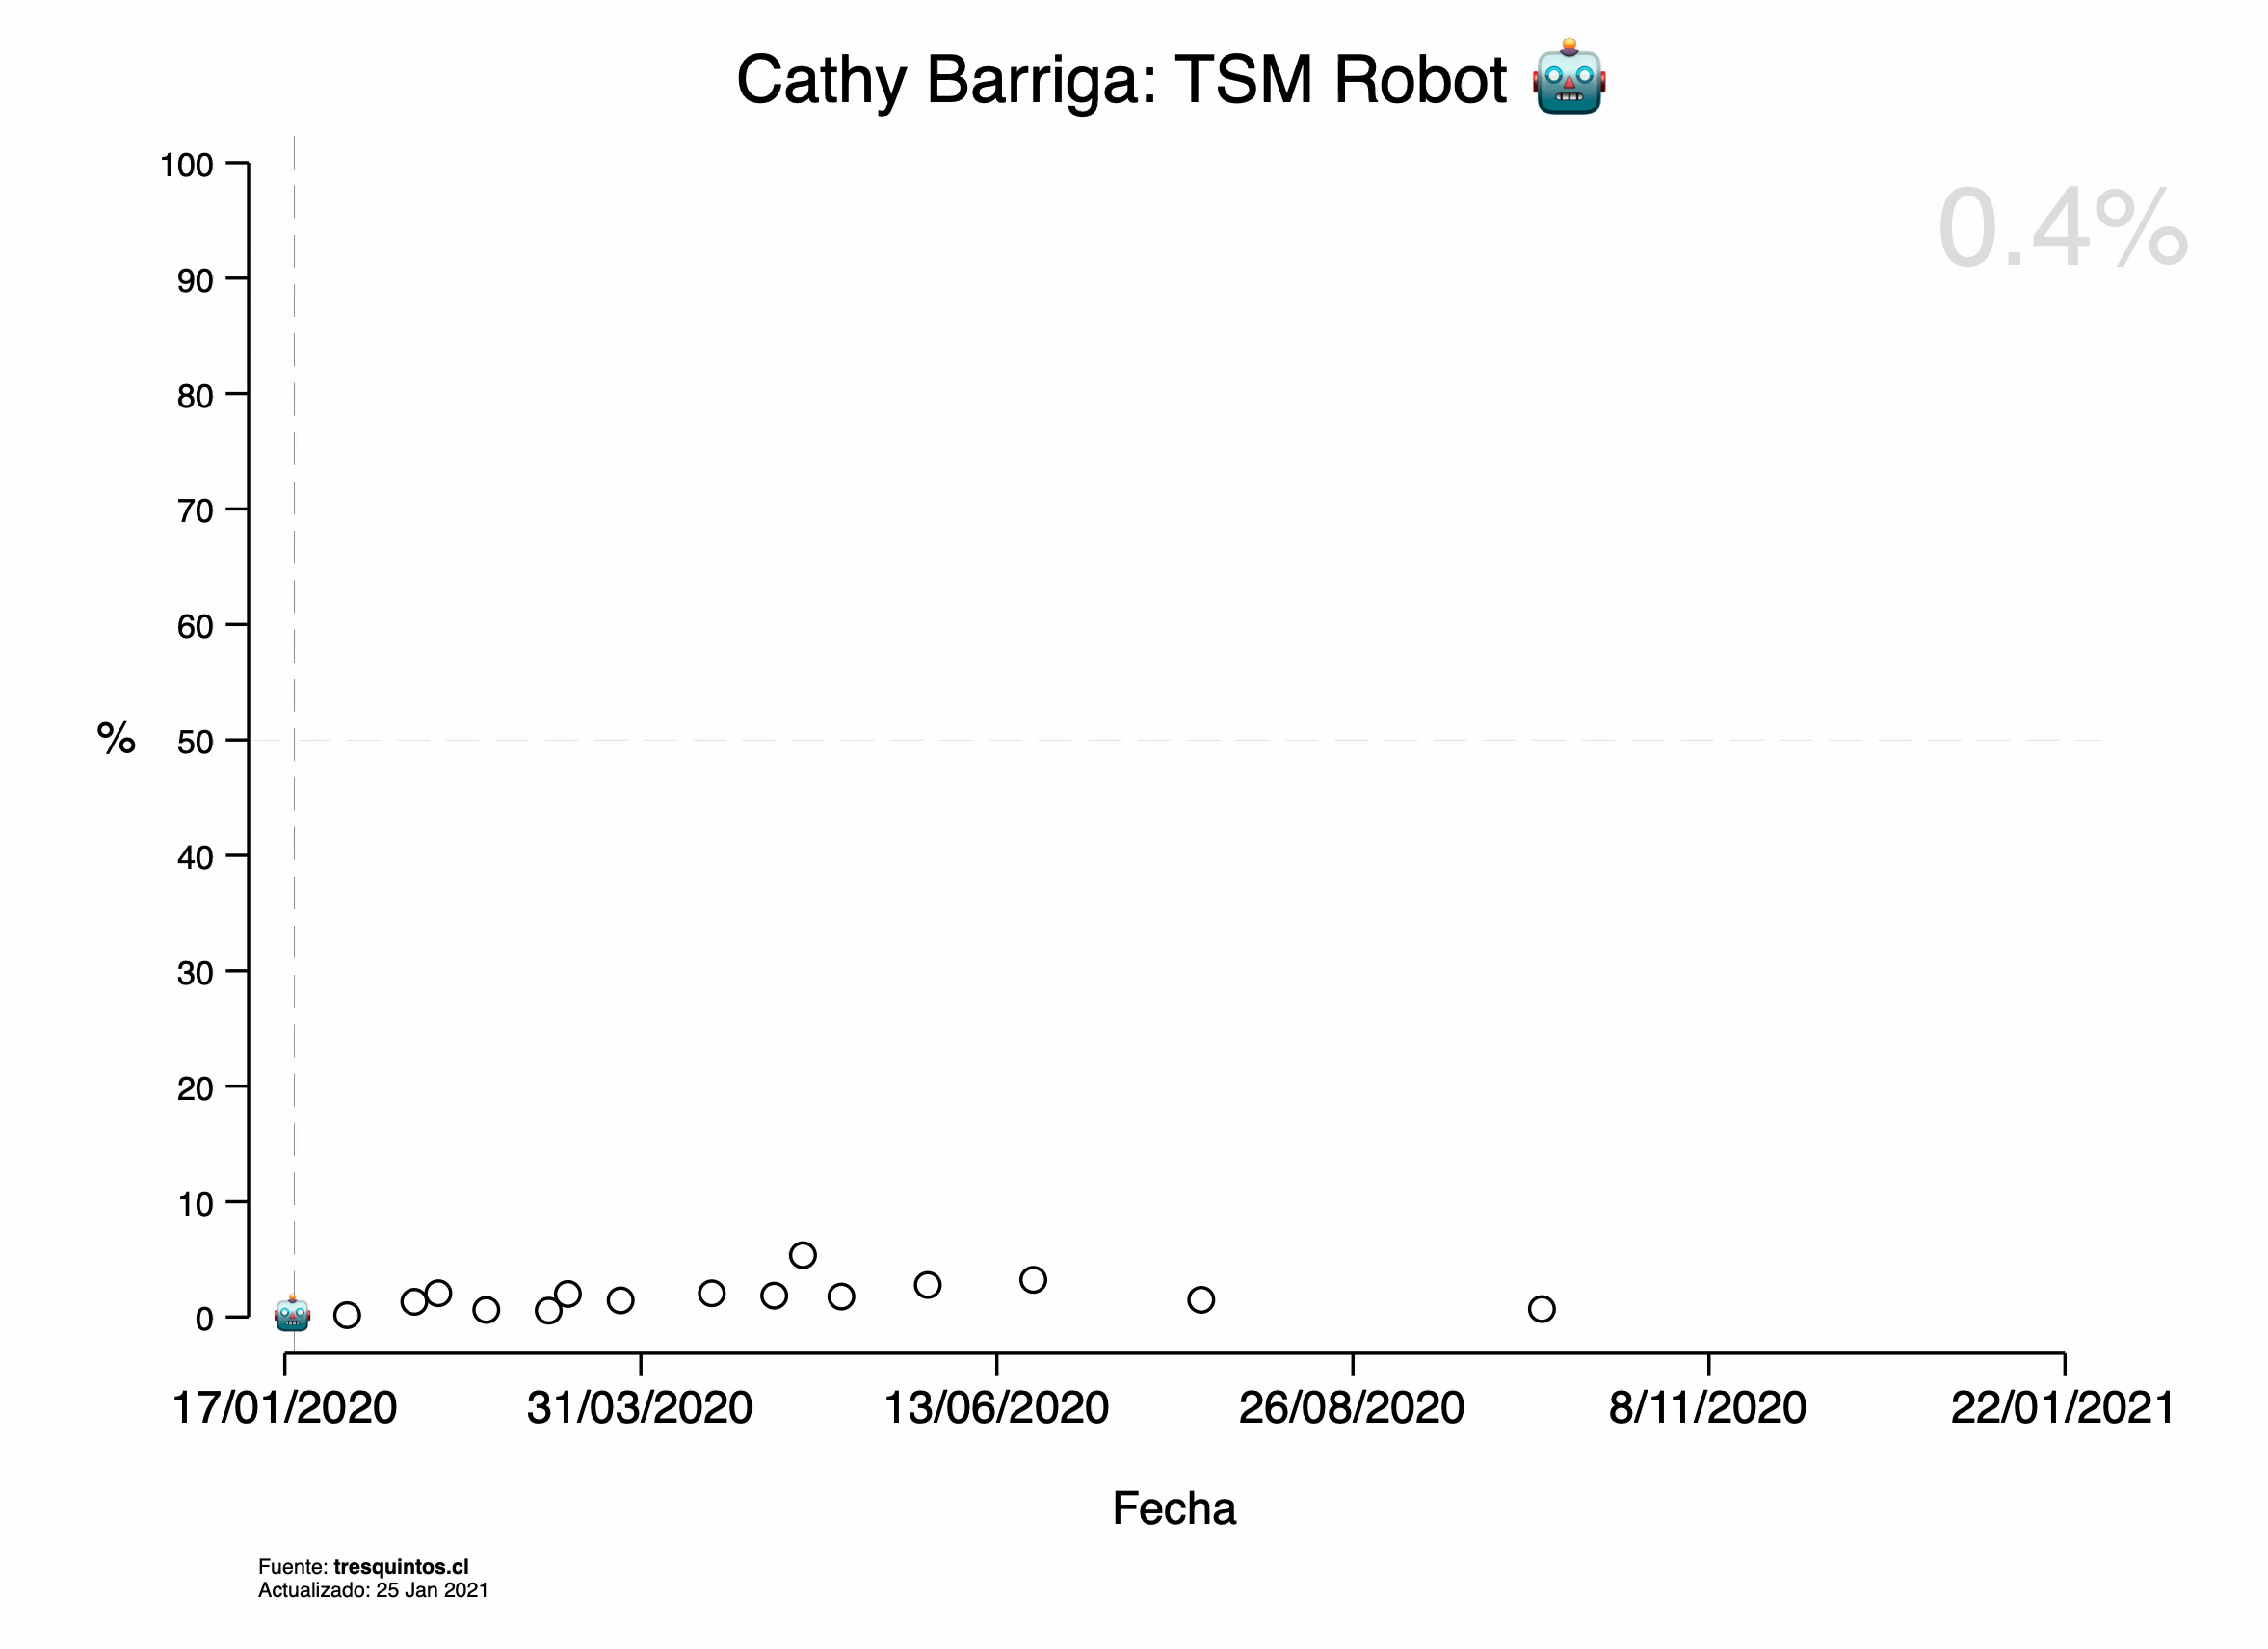 Cathy Barriga: TSM Robot 🤖
0.4%
100
90
80
70
60
% 50
40
30
20
10
0
17/01/2020 31/03/2020 13/06/2020 26/08/2020 8/11/2020 22/01/2021
Fecha
Fuente: tresquintos.cl
Actualizado: 25 Jan 2021